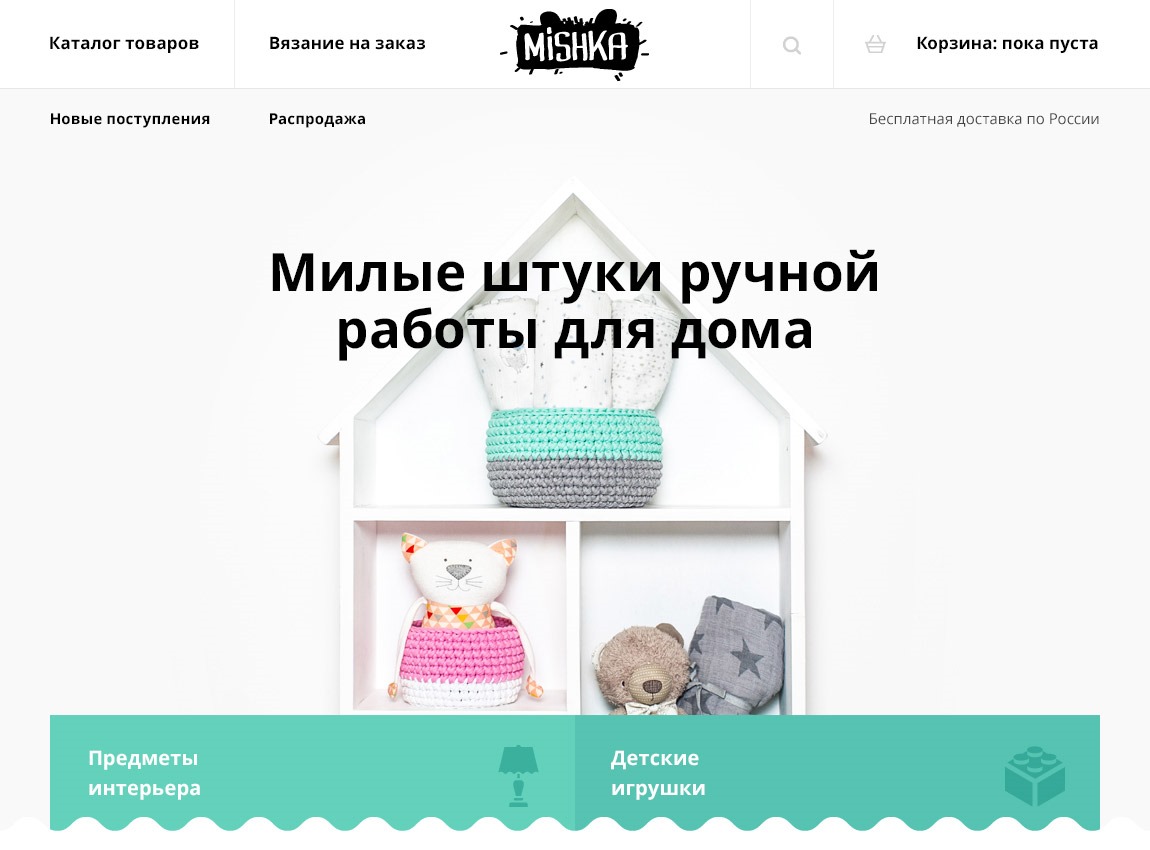 Каталог товаров
Вязание на заказ
MiSHKA
Корзина: пока пуста
Новые поступления
Распродажа
Бесплатная доставка по России
Милые штуки ручной
работы для дома
Предметы
интерьера
Детские
игрушки